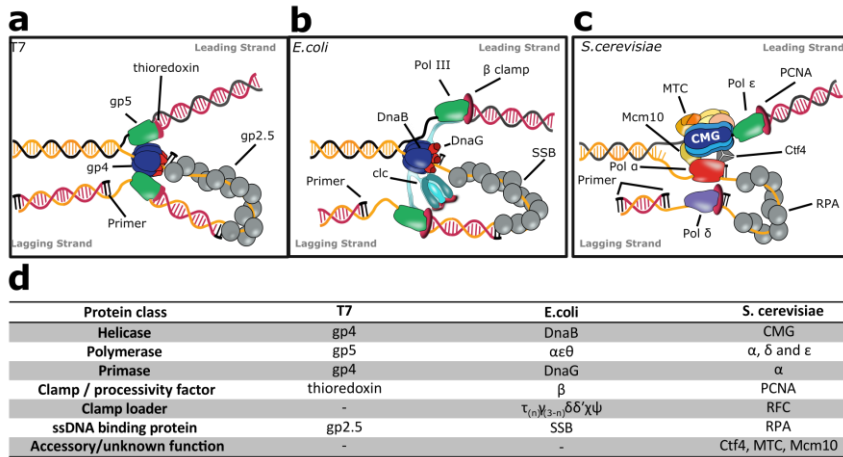 a
T7
Leading Strand
thioredoxin
gp5
gp4
gp2.5
Primer
Lagging Strand
b
E.coli
Leading Strand
Pol III
β clamp
DnaB
DnaG
clc
SSB
Primer
Lagging Strand
c
S.cerevisiae
Leading Strand
Pol ε
PCNA
MTC
Mcm10
CMG
Ctf4
Pol α
Primer
RPA
Pol δ
Lagging Strand
d
Protein class T7 E.coli S. cerevisiae
Helicase gp4 DnaB CMG
Polymerase gp5 αεθ α, δ and ε
Primase gp4 DnaG α
Clamp / processivity factor thioredoxin β PCNA
Clamp loader - τ(n)γ(3-n)δδ'χψ RFC
ssDNA binding protein gp2.5 SSB RPA
Accessory/unknown function - - Ctf4, MTC, Mcm10